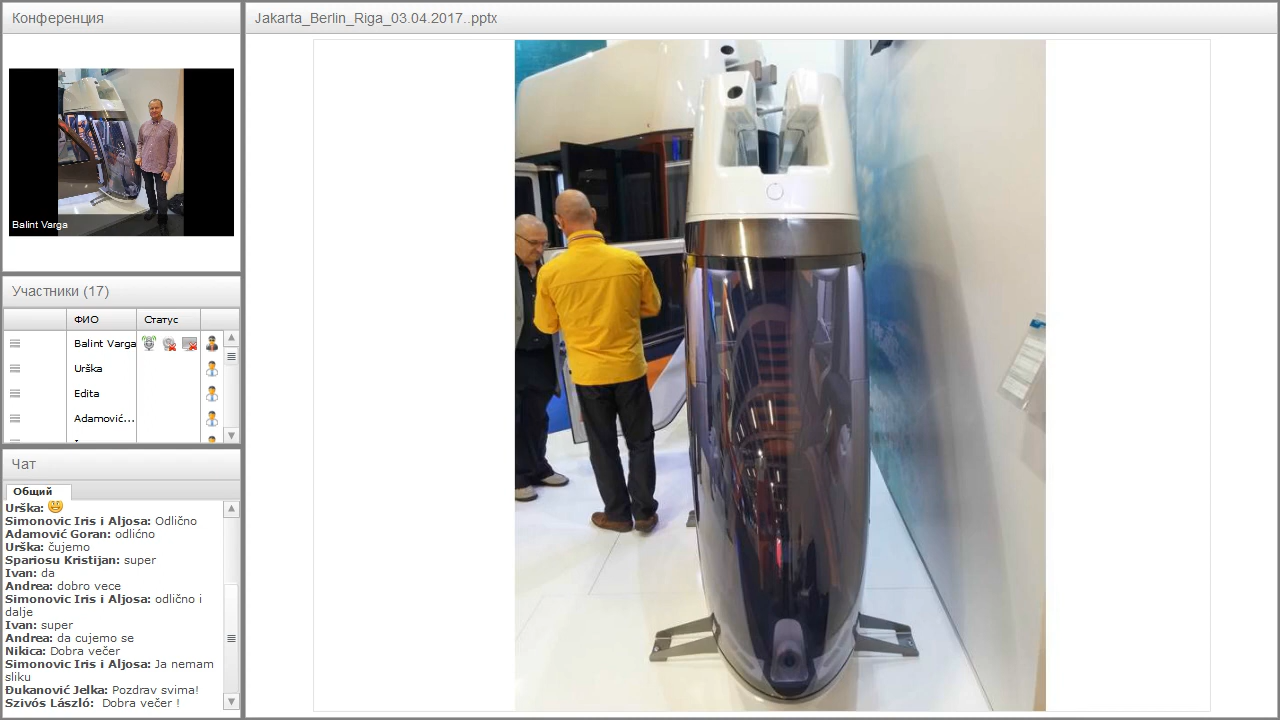 Конференция
Balint Varga
Участники (17)
ФИО Статус
Balint Varga
Urška
Edita
Adamović...
Чат
Общий
Urška:
Simonovic Iris i Aljosa: Odlično
Adamović Goran: odlično
Urška: čujemo
Spariosu Kristijan: super
Ivan: da
Andrea: dobro vece
Simonovic Iris i Aljosa: odlično i
dalje
Ivan: super
Andrea: da cujemo se
Nikica: Dobra večer
Simonovic Iris i Aljosa: Ja nemam
sliku
Đukanović Jelka: Pozdrav svima!
Szivós László: Dobra večer !
Jakarta_Berlin_Riga_03.04.2017..pptx